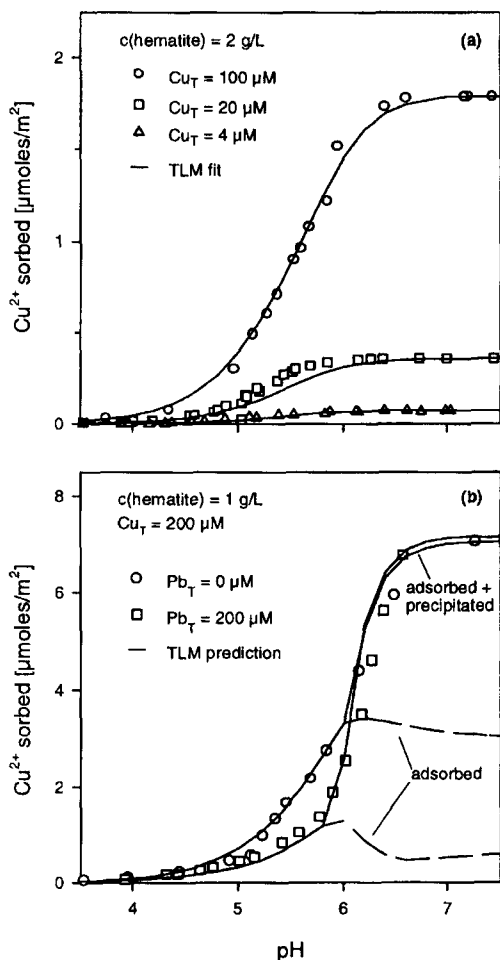 2
c(hematite) = 2 g/L
(a)
Cu_T = 100 µM
Cu_T = 20 µM
Cu_T = 4 µM
TLM fit
1
Cu²⁺ sorbed [µmoles/m²]
0
8
c(hematite) = 1 g/L
(b)
Cu_T = 200 µM
Pb_T = 0 µM
adsorbed +
precipitated
6
Pb_T = 200 µM
TLM prediction
4
Cu²⁺ sorbed [µmoles/m²]
adsorbed
2
0
4 5 6 7
pH